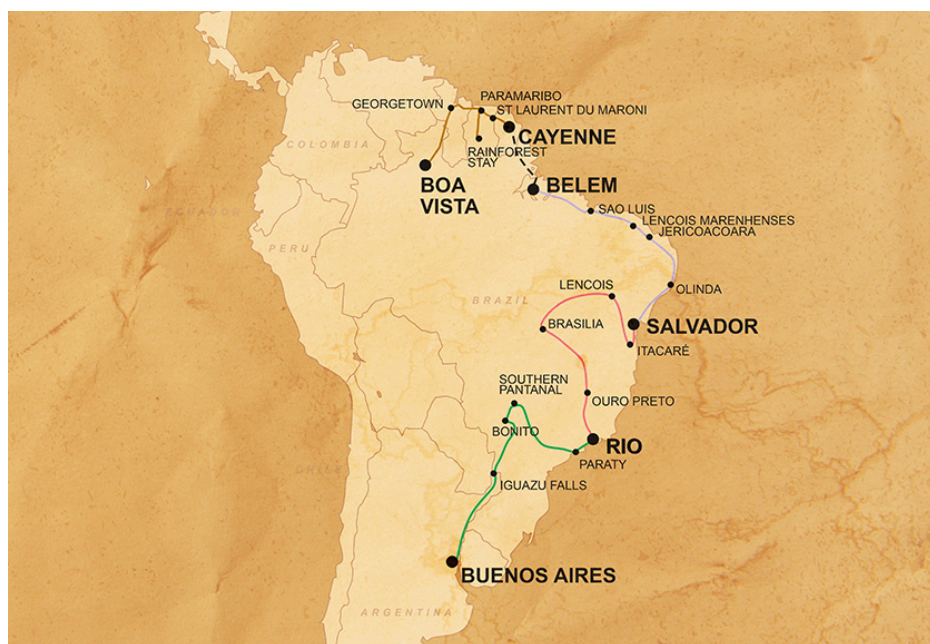 PARAMARIBO
GEORGETOWN
ST LAURENT DU MARONI
CAYENNE
COLOMBIA
RAINFOREST
STAY
BOA
VISTA
BELEM
ECUADOR
SAO LUIS
LENCOIS MARENHENSES
JERICOACOARA
PERU
LENCOIS
OLINDA
BRAZIL
BRASILIA
SALVADOR
ITACARÉ
SOUTHERN
PANTANAL
OURO PRETO
BONITO
RIO
PARATY
CHILE
IGUAZU FALLS
BUENOS AIRES
ARGENTINA